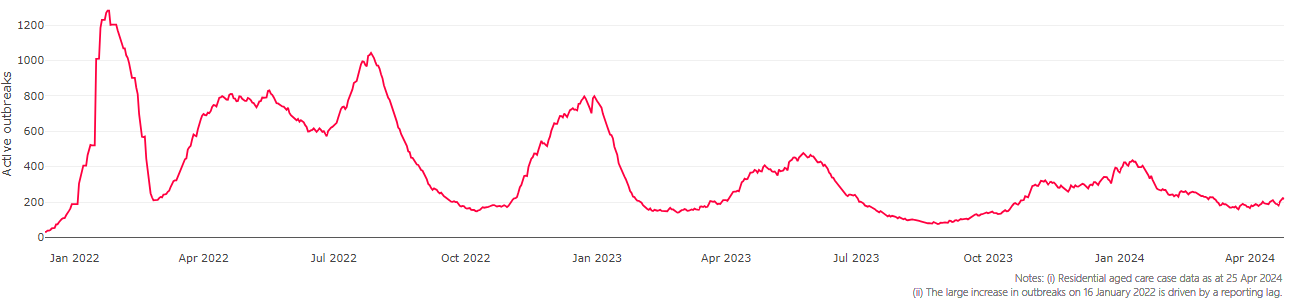 Active outbreaks
1200
1000
800
600
400
200
0
Jan 2022 Apr 2022 Jul 2022 Oct 2022 Jan 2023 Apr 2023 Jul 2023 Oct 2023 Jan 2024 Apr 2024
Notes: (i) Residential aged care case data as at 25 Apr 2024
(ii) The large increase in outbreaks on 16 January 2022 is driven by a reporting lag.